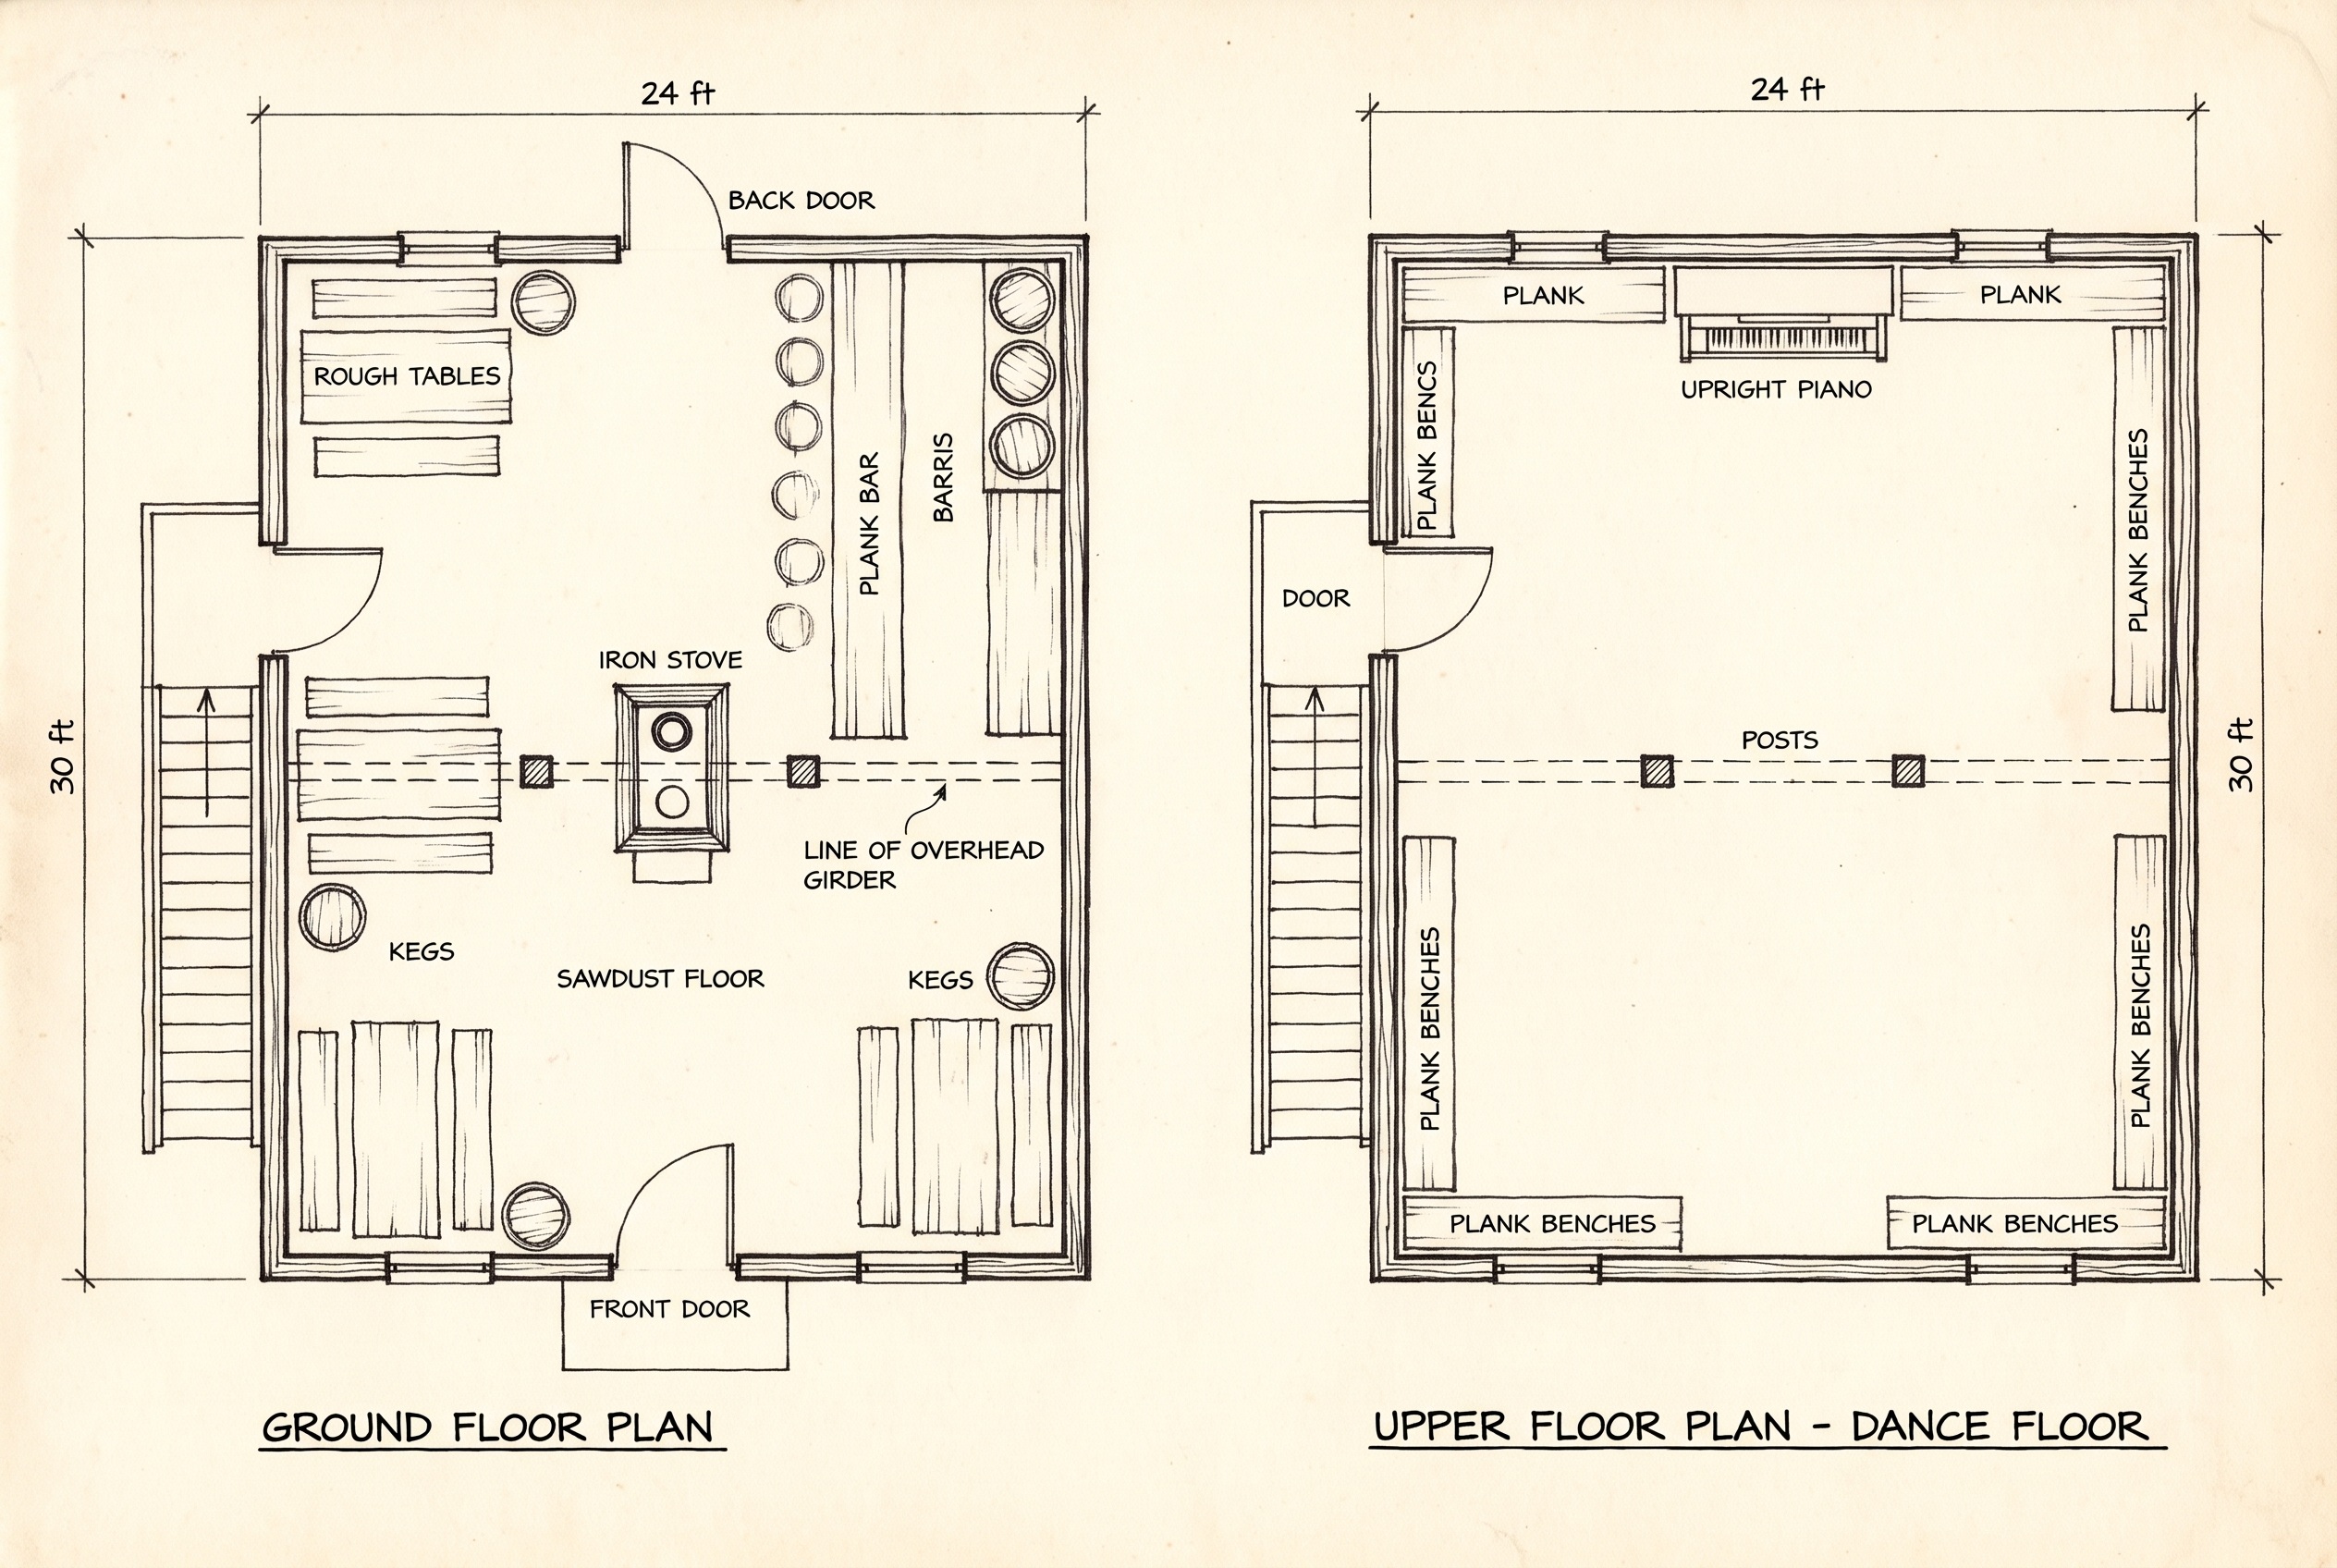 24 ft
BACK DOOR
ROUGH TABLES
PLANK BAR
BARRIS
IRON STOVE
30 ft
LINE OF OVERHEAD
GIRDER
KEGS
SAWDUST FLOOR
KEGS
FRONT DOOR
GROUND FLOOR PLAN
24 ft
PLANK
PLANK
UPRIGHT PIANO
PLANK BENCS
PLANK BENCHES
DOOR
POSTS
30 ft
PLANK BENCHES
PLANK BENCHES
PLANK BENCHES
PLANK BENCHES
UPPER FLOOR PLAN - DANCE FLOOR